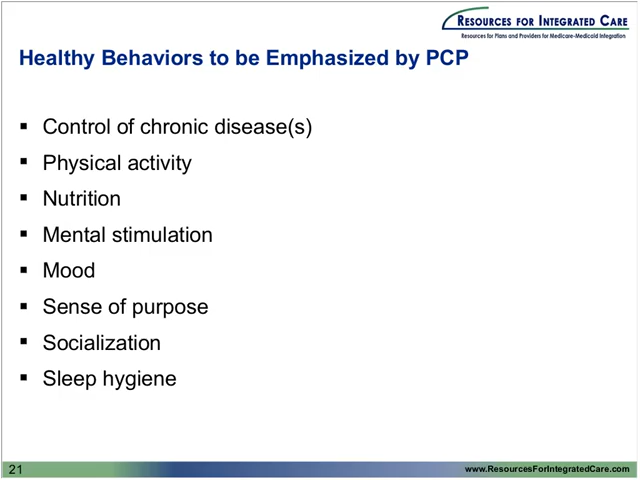 RESOURCES FOR INTEGRATED CARE
Resources for Plans and Providers for Medicare-Medicaid Integration
Healthy Behaviors to be Emphasized by PCP
▪ Control of chronic disease(s)
▪ Physical activity
▪ Nutrition
▪ Mental stimulation
▪ Mood
▪ Sense of purpose
▪ Socialization
▪ Sleep hygiene
21
www.ResourcesForIntegratedCare.com